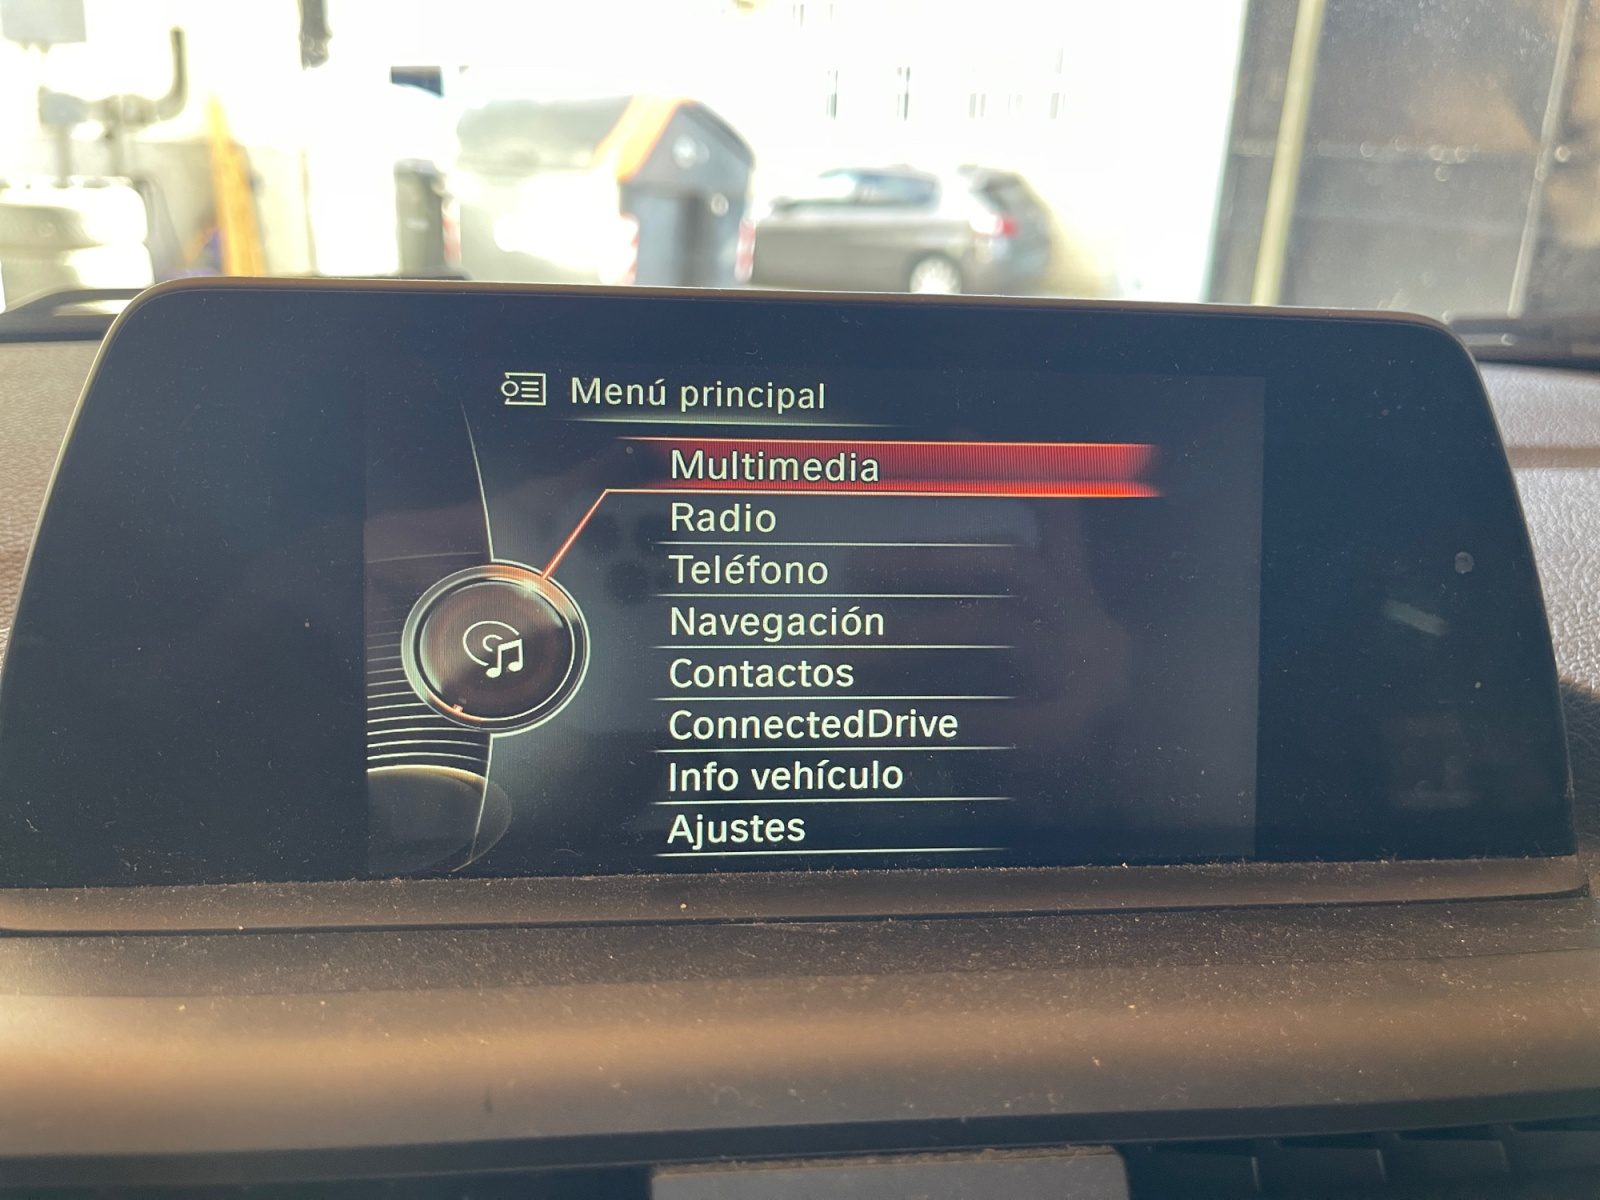 Menú principal
Multimedia
Radio
Teléfono
Navegación
Contactos
ConnectedDrive
Info vehículo
Ajustes